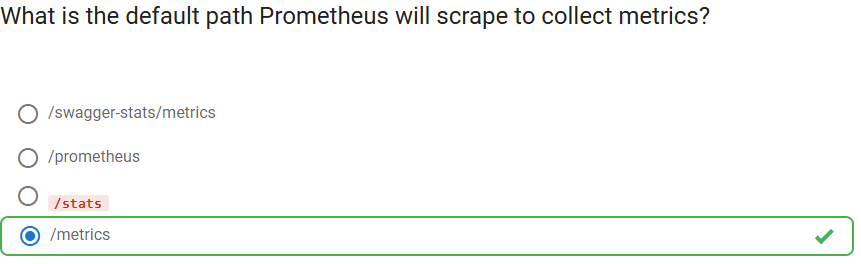 What is the default path Prometheus will scrape to collect metrics?
/swagger-stats/metrics
/prometheus
/stats
/metrics